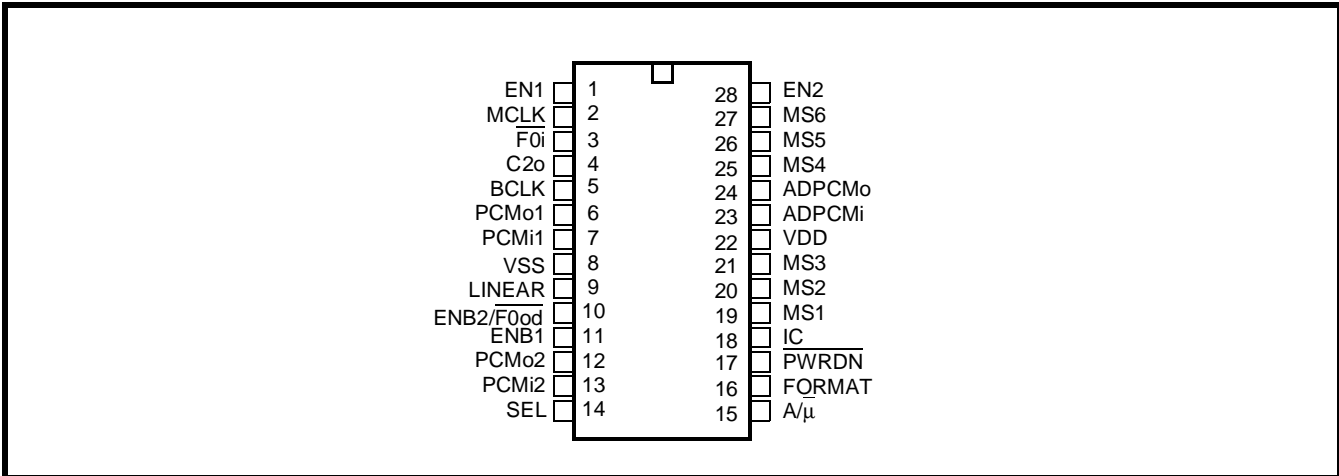 EN1 1 28 EN2
MCLK 2 27 MS6
F0i 3 26 MS5
C2o 4 25 MS4
BCLK 5 24 ADPCMo
PCMo1 6 23 ADPCMi
PCMi1 7 22 VDD
VSS 8 21 MS3
LINEAR 9 20 MS2
ENB2/F0od 10 19 MS1
ENB1 11 18 IC
PCMo2 12 17 PWRDN
PCMi2 13 16 FORMAT
SEL 14 15 A/μ